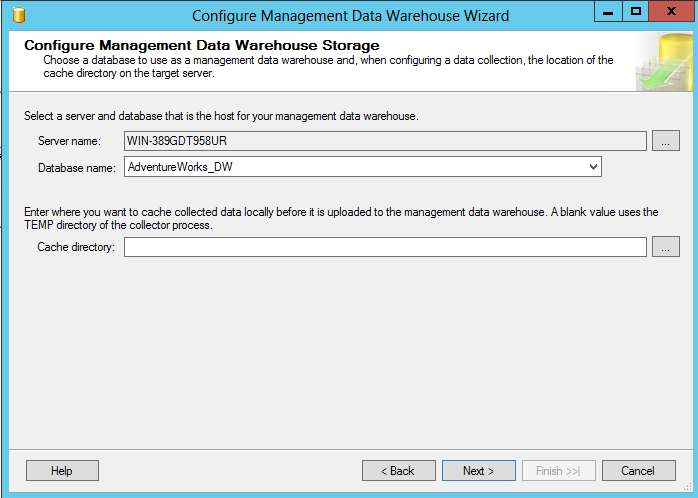 Configure Management Data Warehouse Wizard
Configure Management Data Warehouse Storage
Choose a database to use as a management data warehouse and, when configuring a data collection, the location of the
cache directory on the target server.
Select a server and database that is the host for your management data warehouse.
Server name: WIN-389GDT958UR ...
Database name: AdventureWorks_DW
Enter where you want to cache collected data locally before it is uploaded to the management data warehouse. A blank value uses the
TEMP directory of the collector process.
Cache directory: ...
Help < Back Next > Finish >>| Cancel